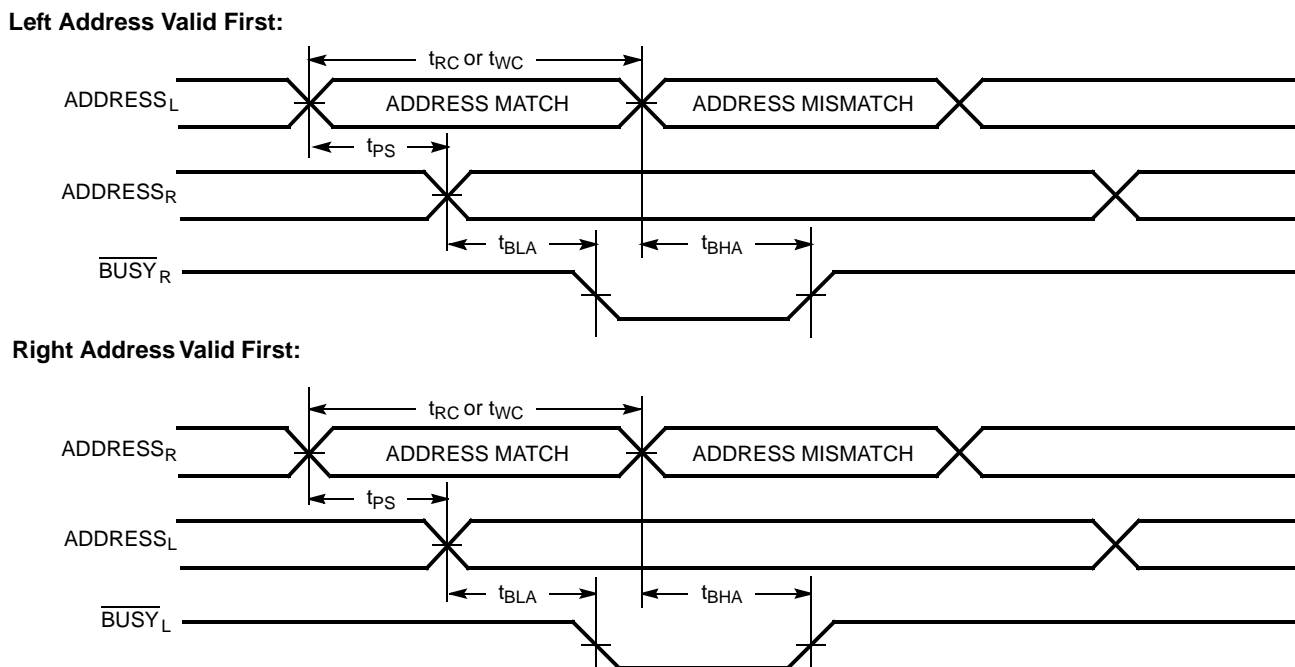 Left Address Valid First:
tRC or tWC
ADDRESSL ADDRESS MATCH ADDRESS MISMATCH
tPS
ADDRESSR
tBLA tBHA
BUSYR
Right Address Valid First:
tRC or tWC
ADDRESSR ADDRESS MATCH ADDRESS MISMATCH
tPS
ADDRESSL
tBLA tBHA
BUSYL